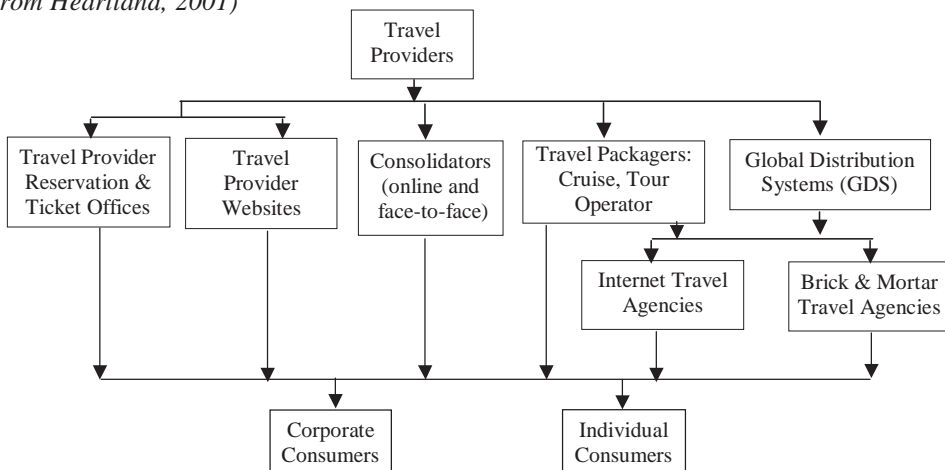 from Heartland, 2001)
Travel
Providers
Travel Provider
Reservation &
Ticket Offices
Travel
Provider
Websites
Consolidators
(online and
face-to-face)
Travel Packagers:
Cruise, Tour
Operator
Global Distribution
Systems (GDS)
Internet Travel
Agencies
Brick & Mortar
Travel Agencies
Corporate
Consumers
Individual
Consumers